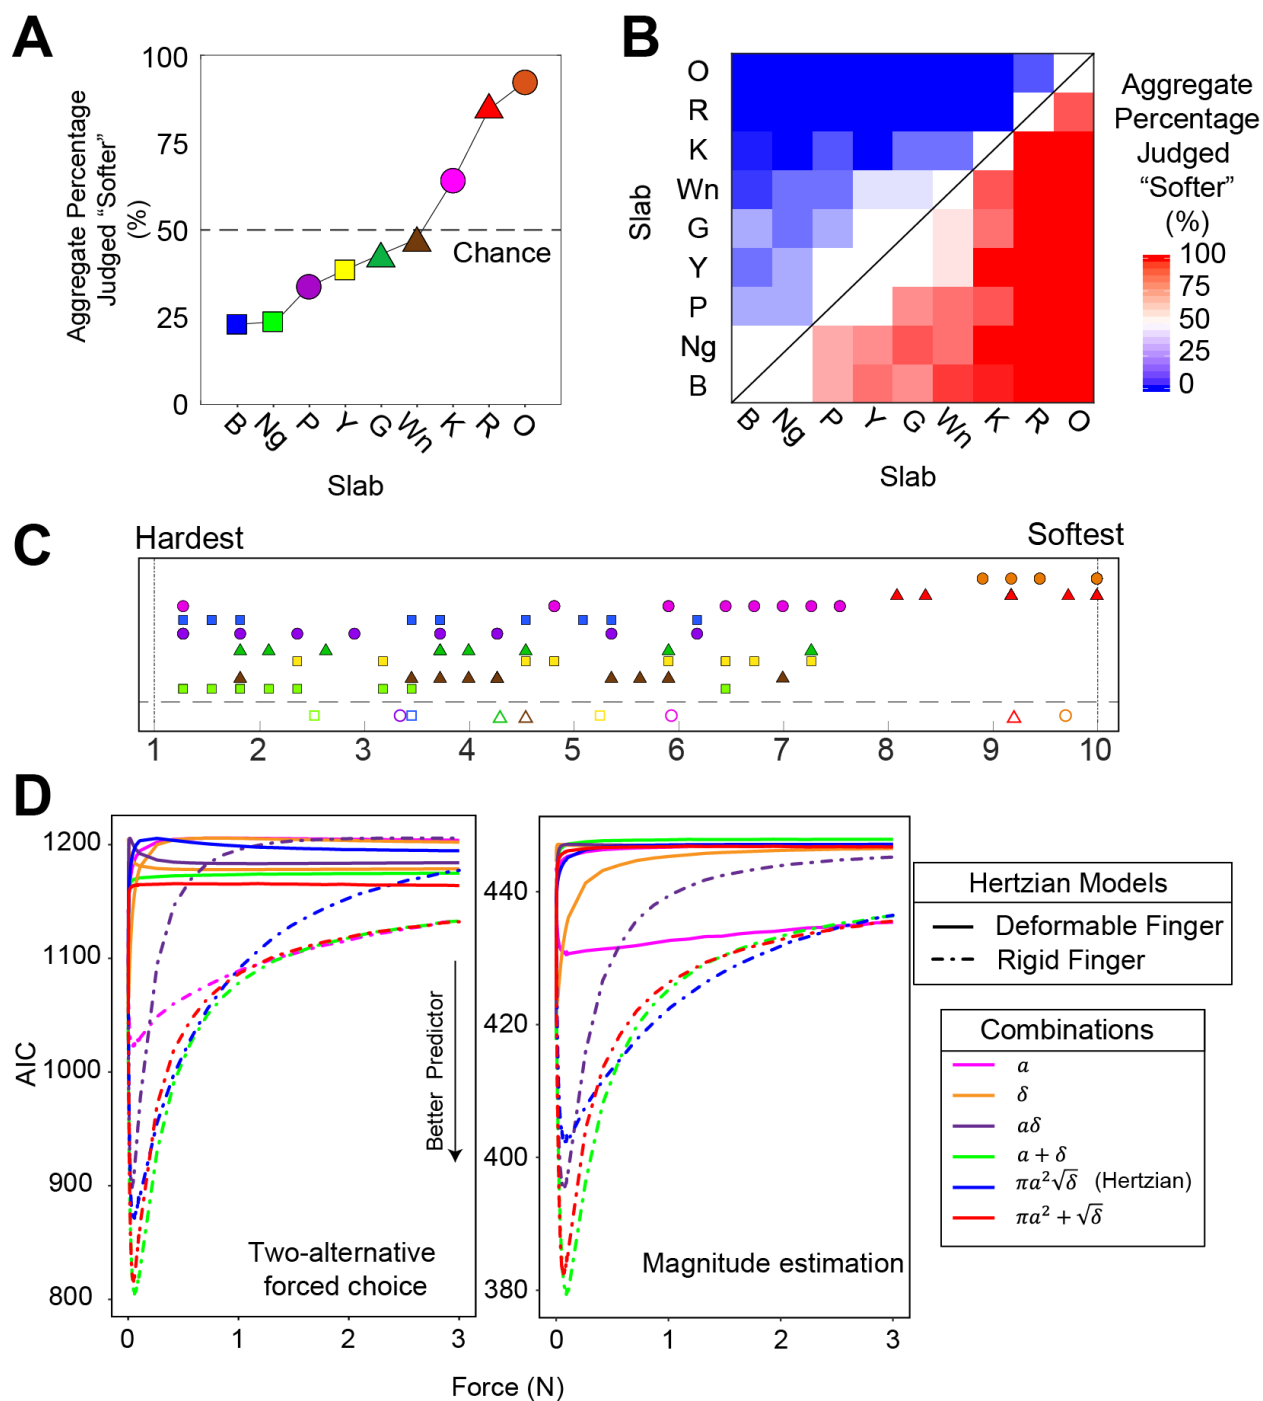 A
Aggregate Percentage
Judged “Softer”
(%)
100
75
50
25
0
Chance
B Ng P Y G Wn K R O
Slab
B
Slab
O
R
K
Wn
G
Y
P
Ng
B
B Ng P Y G Wn K R O
Slab
Aggregate
Percentage
Judged
“Softer”
(%)
100
75
50
25
0
C
Hardest
Softest
1 2 3 4 5 6 7 8 9 10
D
AIC
1200
1100
1000
900
800
Better Predictor
Two-alternative
forced choice
0 1 2 3
440
420
400
380
Magnitude estimation
0 1 2 3
Force (N)
Hertzian Models
Deformable Finger
Rigid Finger
Combinations
a
δ
aδ
a + δ
πa²√δ (Hertzian)
πa² + √δ